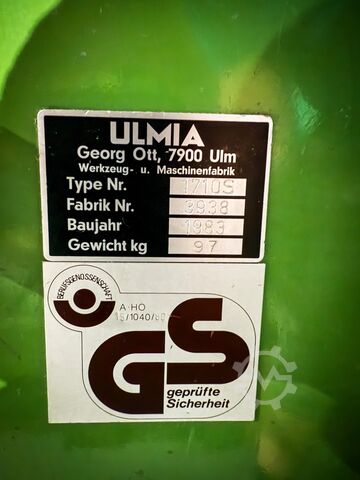 ULMIA
Georg Ott, 7900 Ulm
Werkzeug- u. Maschinenfabrik
Type Nr. 1710S
Fabrik Nr. 3938
Baujahr 1983
Gewicht kg 97
BERUFSGENOSSENSCHAFT
A·HO
15/1040/80
GS
geprüfte
Sicherheit